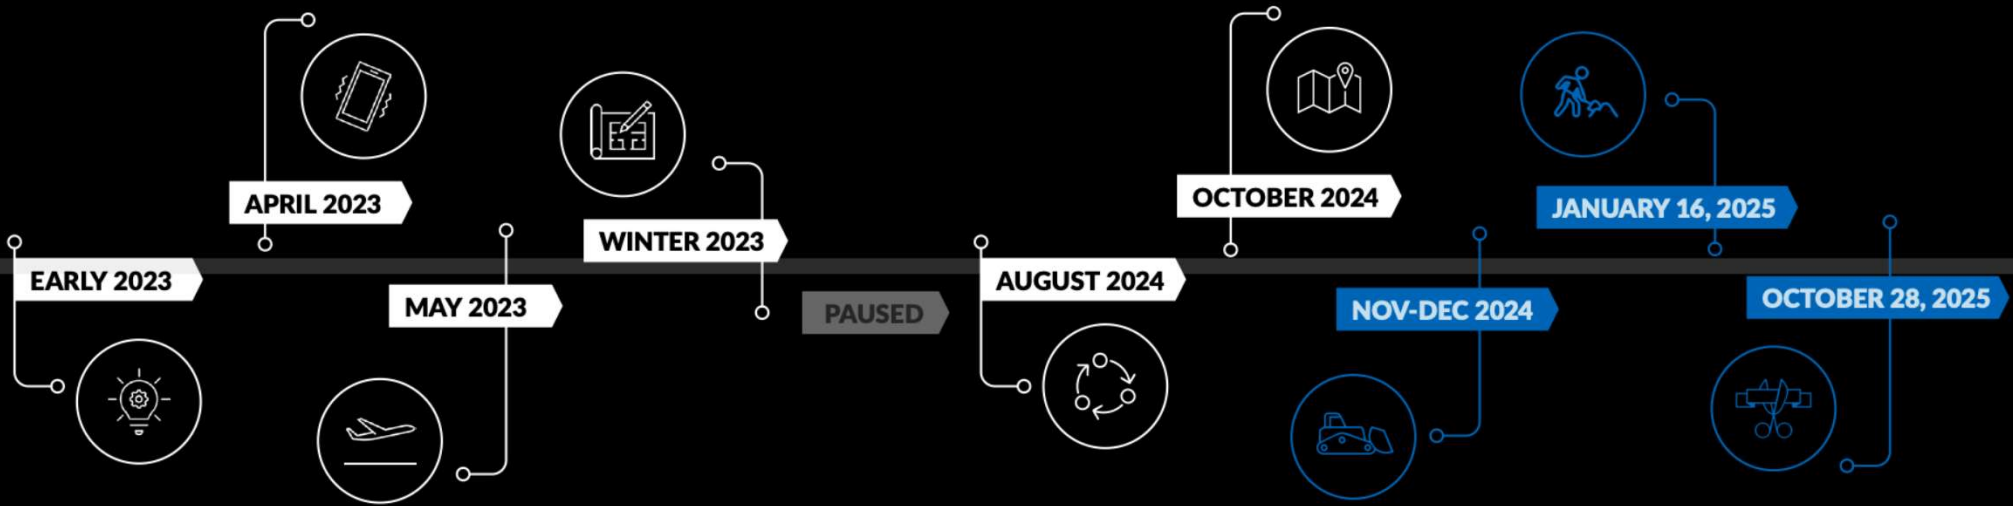 EARLY 2023
APRIL 2023
MAY 2023
WINTER 2023
PAUSED
AUGUST 2024
OCTOBER 2024
NOV-DEC 2024
JANUARY 16, 2025
OCTOBER 28, 2025